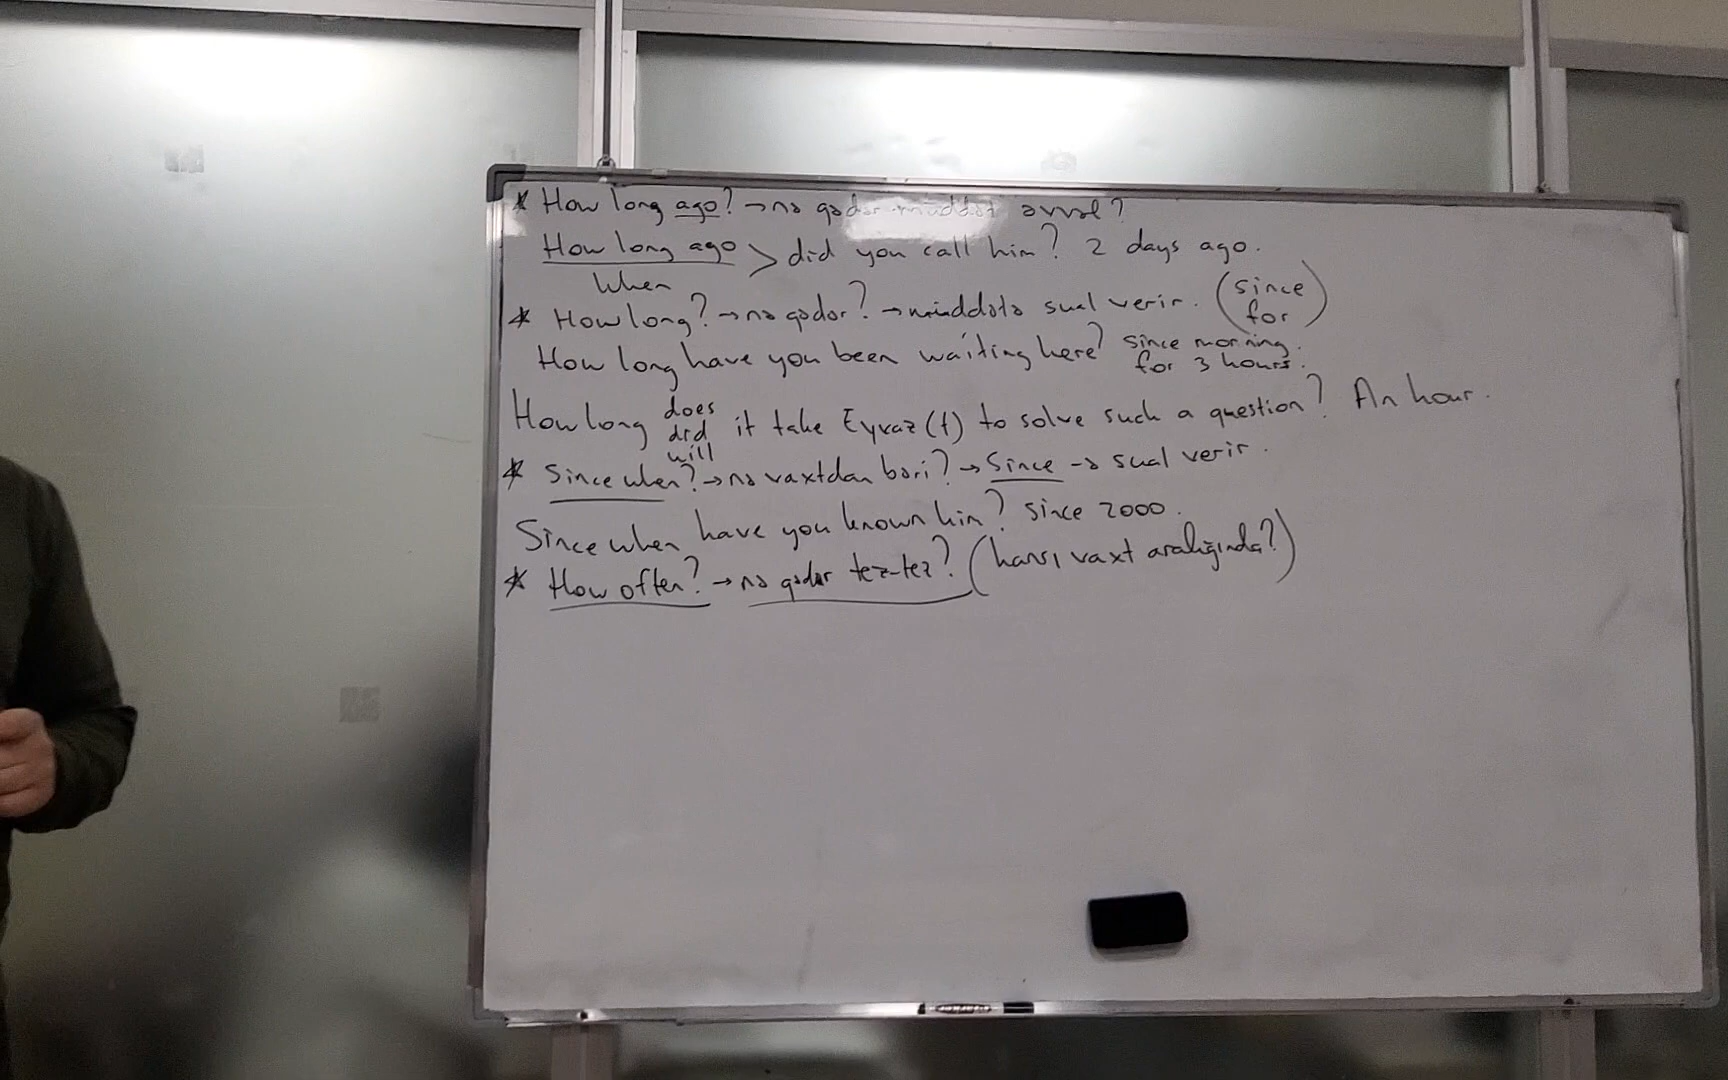 * How long ago? → nə qədər müddət əvvəl?
How long ago > did you call him? 2 days ago.
When
* How long? → nə qədər? → müddətə sual verir. (since
for)
How long have you been waiting here? since morning.
for 3 hours.
How long does it take Eyvaz (f) to solve such a question? An hour.
did
will
* Since when? → nə vaxtdan bəri? → Since → sual verir.
Since when have you known him? since 2000.
* How often? → nə qədər tez-tez? (hansı vaxt aralığında?)